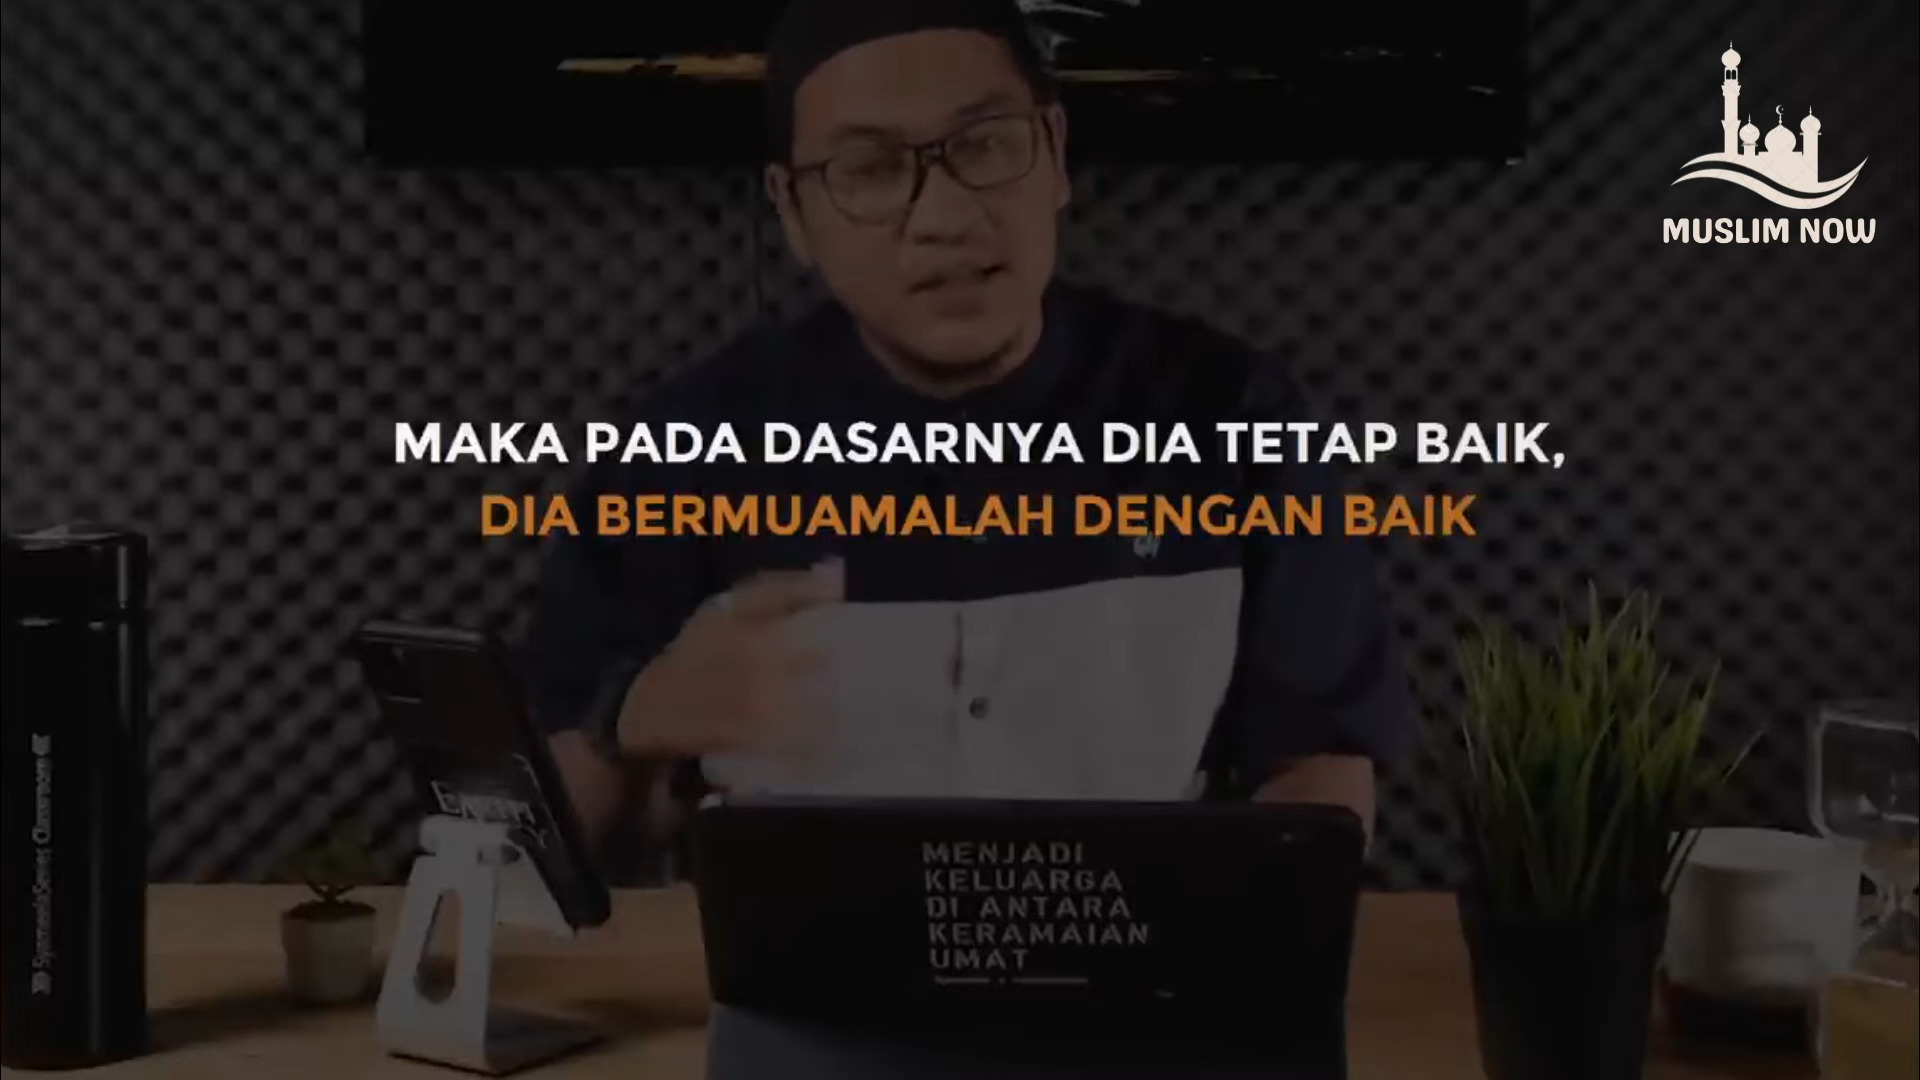 MUSLIM NOW
MAKA PADA DASARNYA DIA TETAP BAIK,
DIA BERMUAMALAH DENGAN BAIK
MENJADI
KELUARGA
DI ANTARA
KERAMAIAN
UMAT